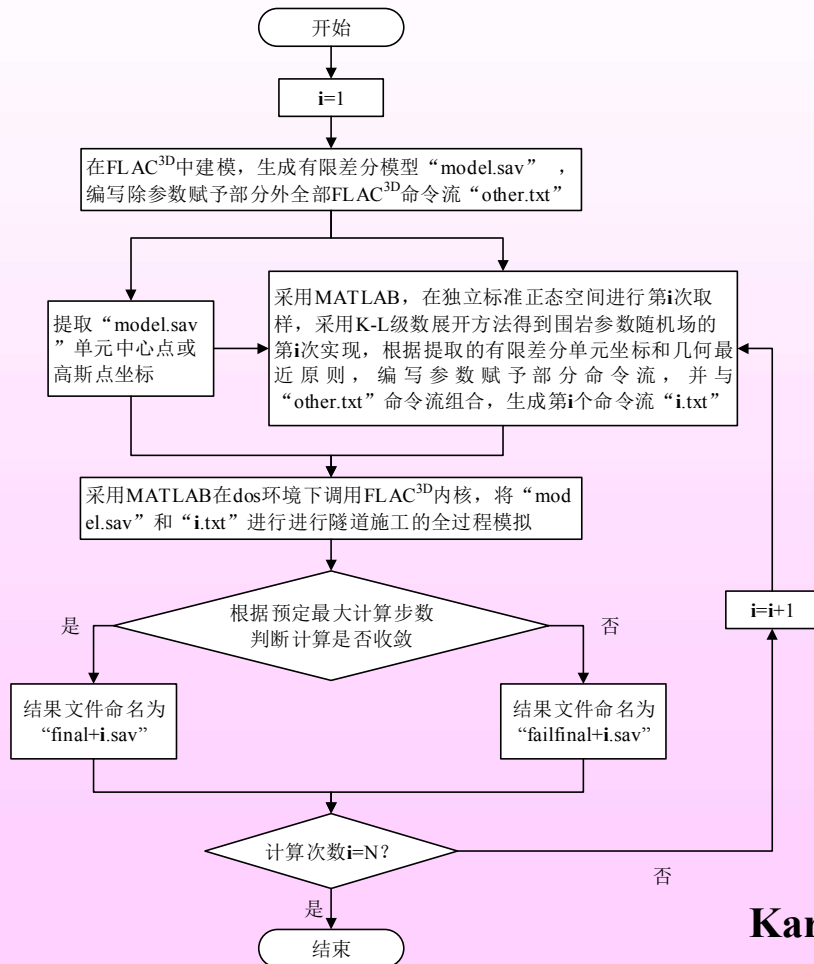 开始
i=1
在FLAC3D中建模，生成有限差分模型“model.sav” ，
编写除参数赋予部分外全部FLAC3D命令流“other.txt”
提取“model.sav
”单元中心点或
高斯点坐标
采用MATLAB，在独立标准正态空间进行第i次取
样，采用K-L级数展开方法得到围岩参数随机场的
第i次实现，根据提取的有限差分单元坐标和几何最
近原则，编写参数赋予部分命令流，并与
“other.txt”命令流组合，生成第i个命令流“i.txt”
采用MATLAB在dos环境下调用FLAC3D内核，将“mod
el.sav”和“i.txt”进行进行隧道施工的全过程模拟
根据预定最大计算步数
判断计算是否收敛
是
否
i=i+1
结果文件命名为
“final+i.sav”
结果文件命名为
“failfinal+i.sav”
计算次数i=N?
否
是
结束
Kar